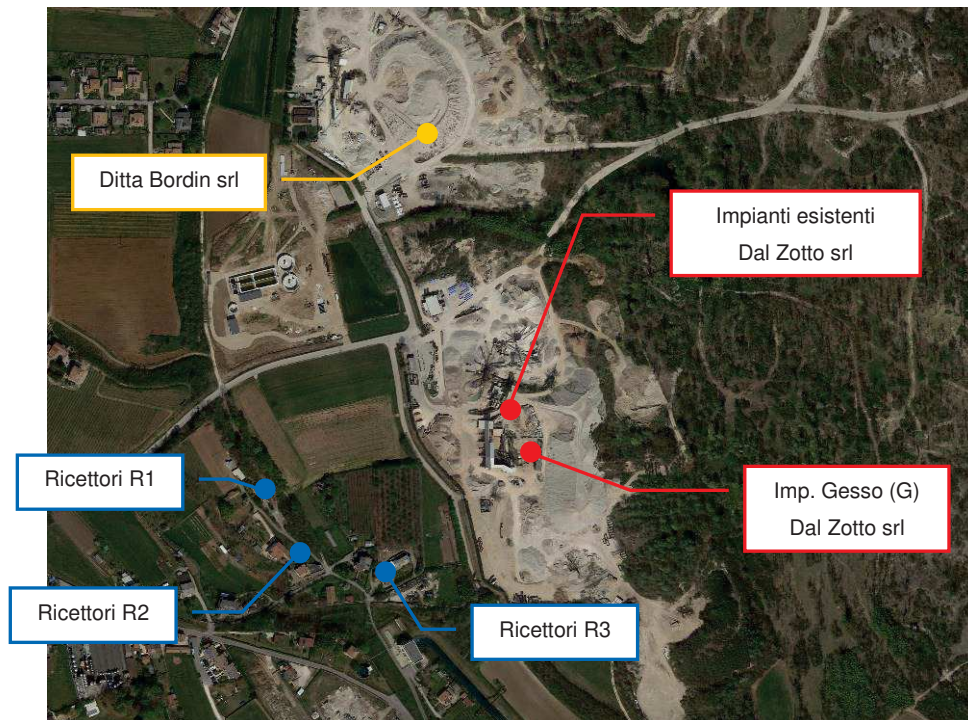 Ditta Bordin srl
Impianti esistenti
Dal Zotto srl
Ricettori R1
Imp. Gesso (G)
Dal Zotto srl
Ricettori R2
Ricettori R3